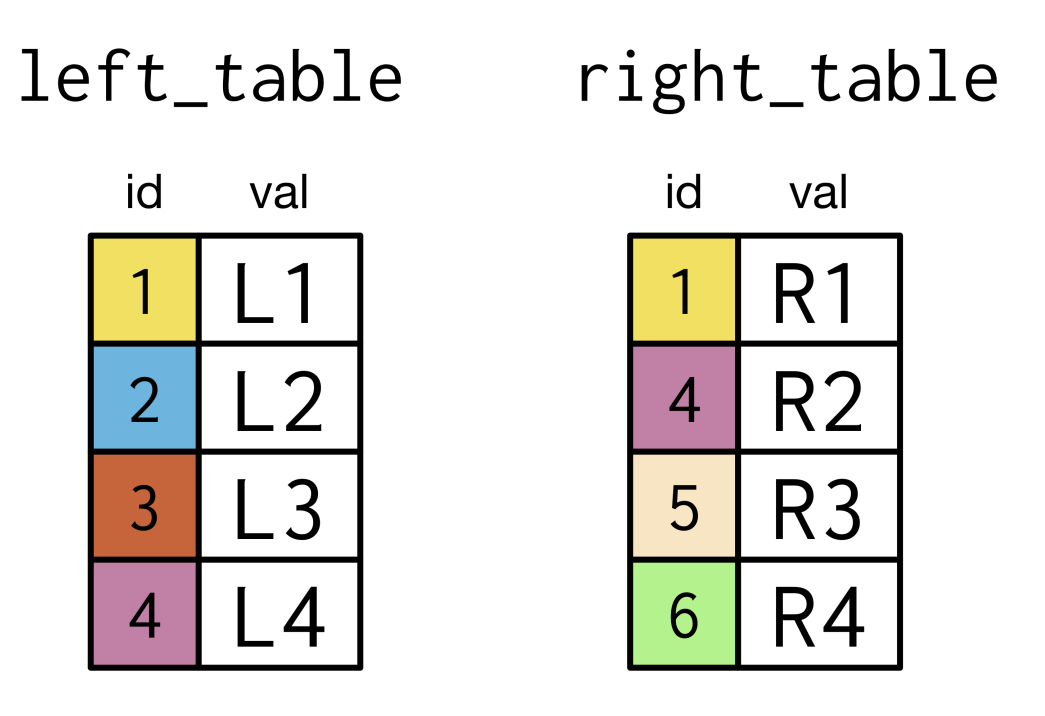 left_table
id val
1 L1
2 L2
3 L3
4 L4
right_table
id val
1 R1
4 R2
5 R3
6 R4